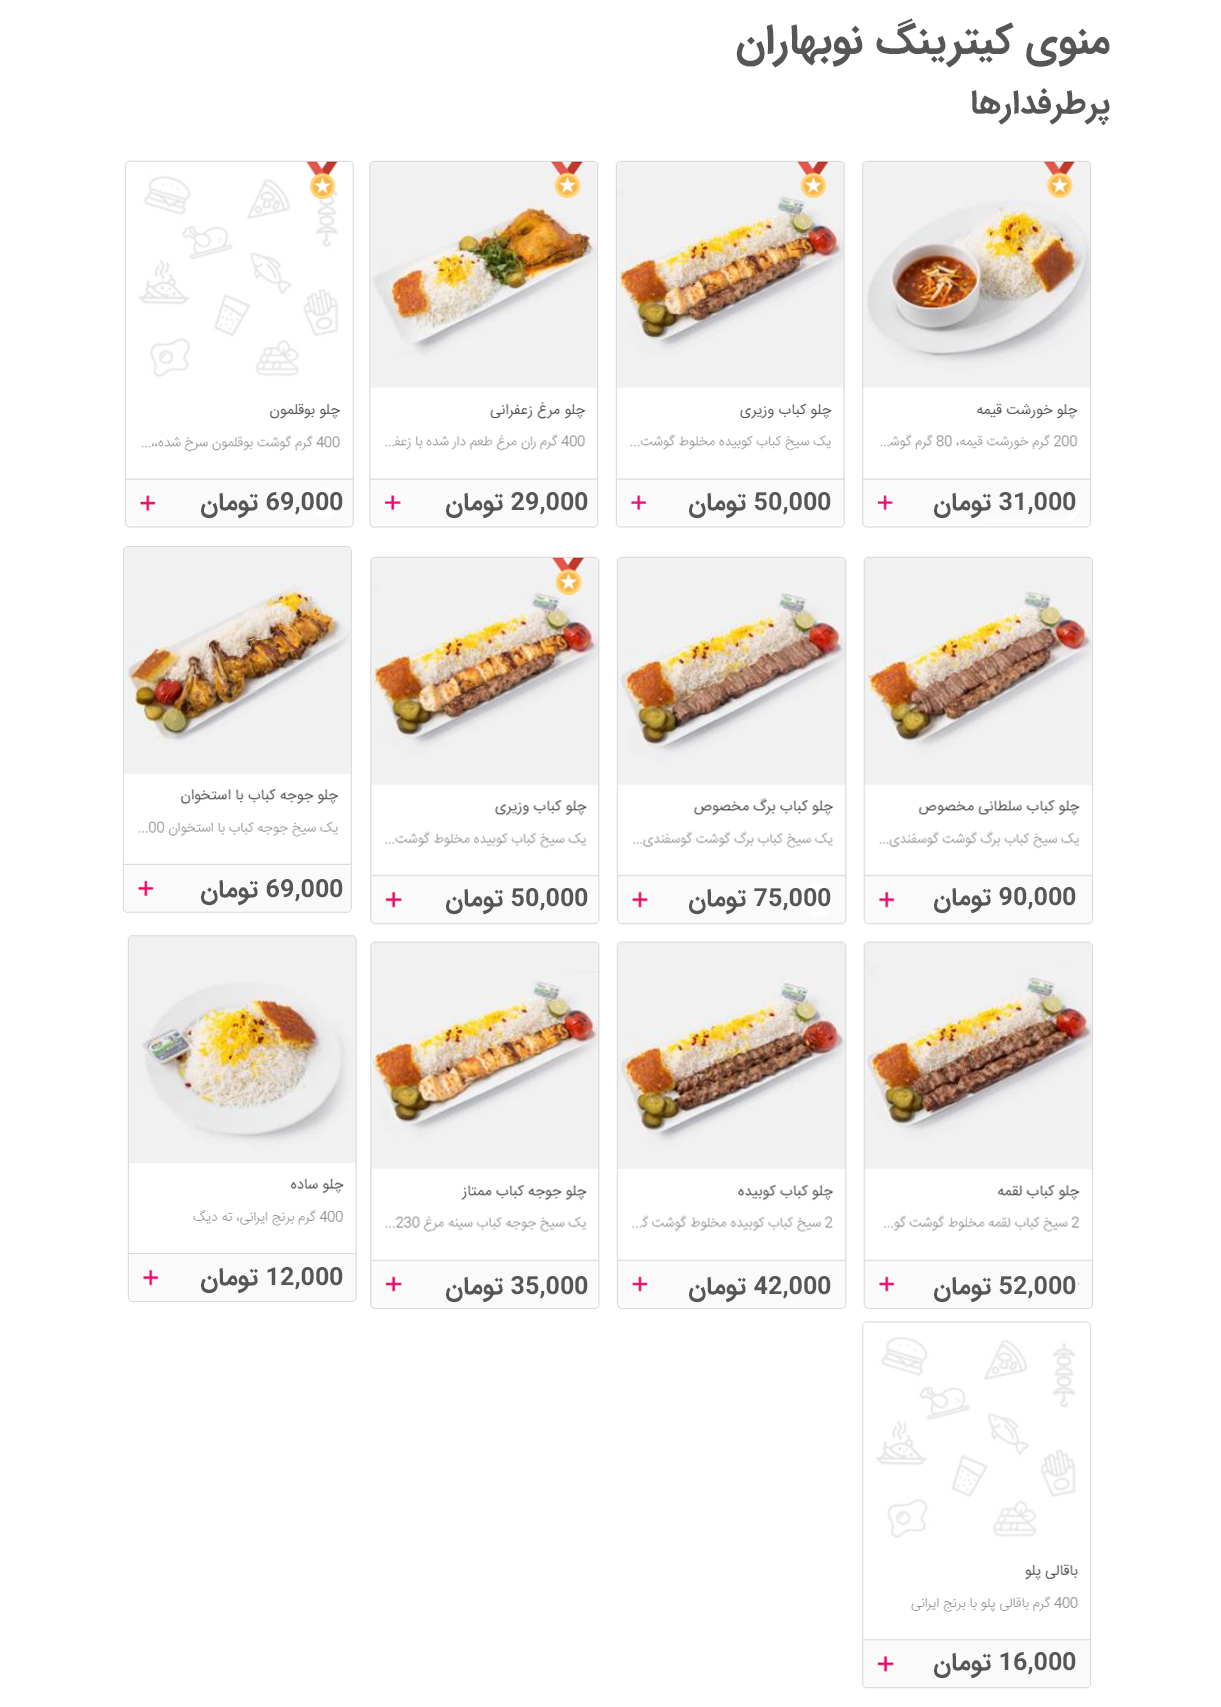 منوی کیترینگ نوبهاران
پرطرفدارها
چلو خورشت قیمه
200 گرم خورشت قیمه، 80 گرم گوشـ...
31,000 تومان
+
چلو کباب وزیری
یک سیخ کباب کوبیده مخلوط گوشت...
50,000 تومان
+
چلو مرغ زعفرانی
400 گرم ران مرغ طعم دار شده با زعفـ...
29,000 تومان
+
چلو بوقلمون
400 گرم گوشت بوقلمون سرخ شده،...
69,000 تومان
+
چلو کباب سلطانی مخصوص
یک سیخ کباب برگ گوشت گوسفندی...
90,000 تومان
+
چلو کباب برگ مخصوص
یک سیخ کباب برگ گوشت گوسفندی...
75,000 تومان
+
چلو کباب وزیری
یک سیخ کباب کوبیده مخلوط گوشت...
50,000 تومان
+
چلو جوجه کباب با استخوان
یک سیخ جوجه کباب با استخوان 00...
69,000 تومان
+
چلو کباب لقمه
2 سیخ کباب لقمه مخلوط گوشت گو...
52,000 تومان
+
چلو کباب کوبیده
2 سیخ کباب کوبیده مخلوط گوشت گـ...
42,000 تومان
+
چلو جوجه کباب ممتاز
یک سیخ جوجه کباب سینه مرغ 230...
35,000 تومان
+
چلو ساده
400 گرم برنج ایرانی، ته دیگ
12,000 تومان
+
باقالی پلو
400 گرم باقالی پلو با برنج ایرانی
16,000 تومان
+